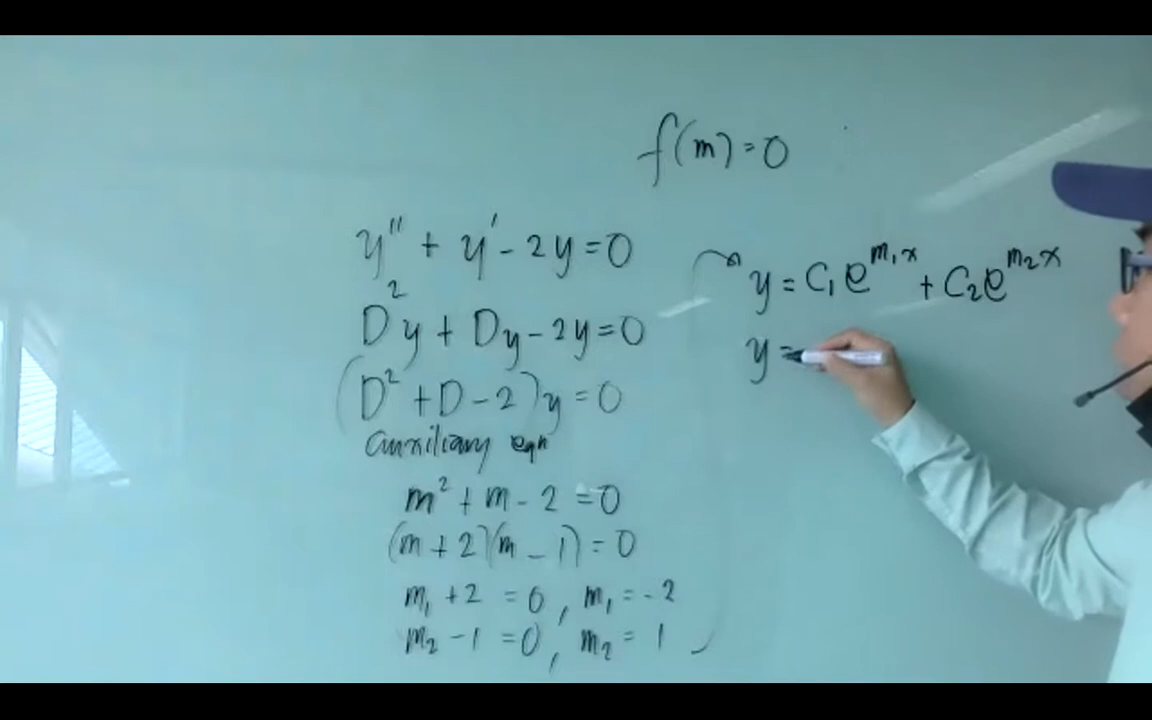 f(m) = 0
y'' + y' - 2y = 0
D²y + Dy - 2y = 0
(D² + D - 2)y = 0
auxiliary eqn
m² + m - 2 = 0
(m + 2)(m - 1) = 0
m₁ + 2 = 0, m₁ = -2
m₂ - 1 = 0, m₂ = 1
y = C₁e^{m₁x} + C₂e^{m₂x}
y =